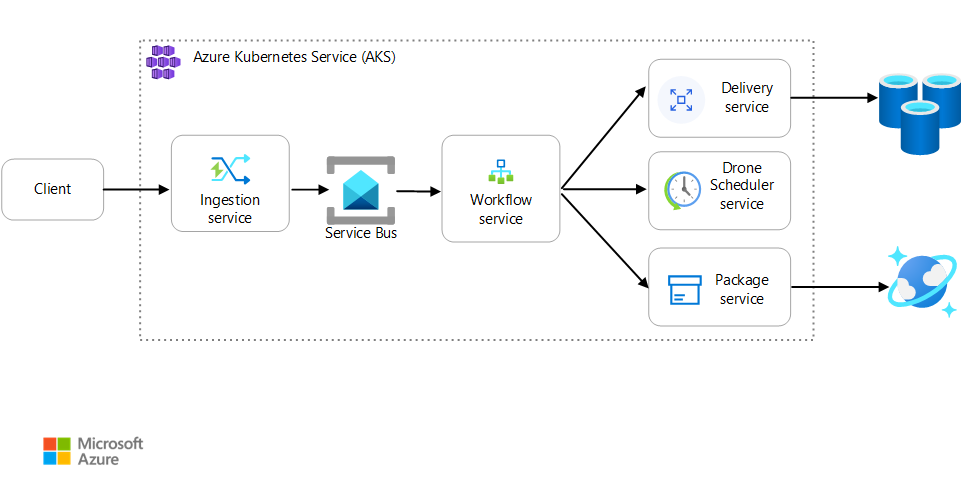 Azure Kubernetes Service (AKS)
Client
Ingestion
service
Service Bus
Workflow
service
Delivery
service
Drone
Scheduler
service
Package
service
Microsoft
Azure